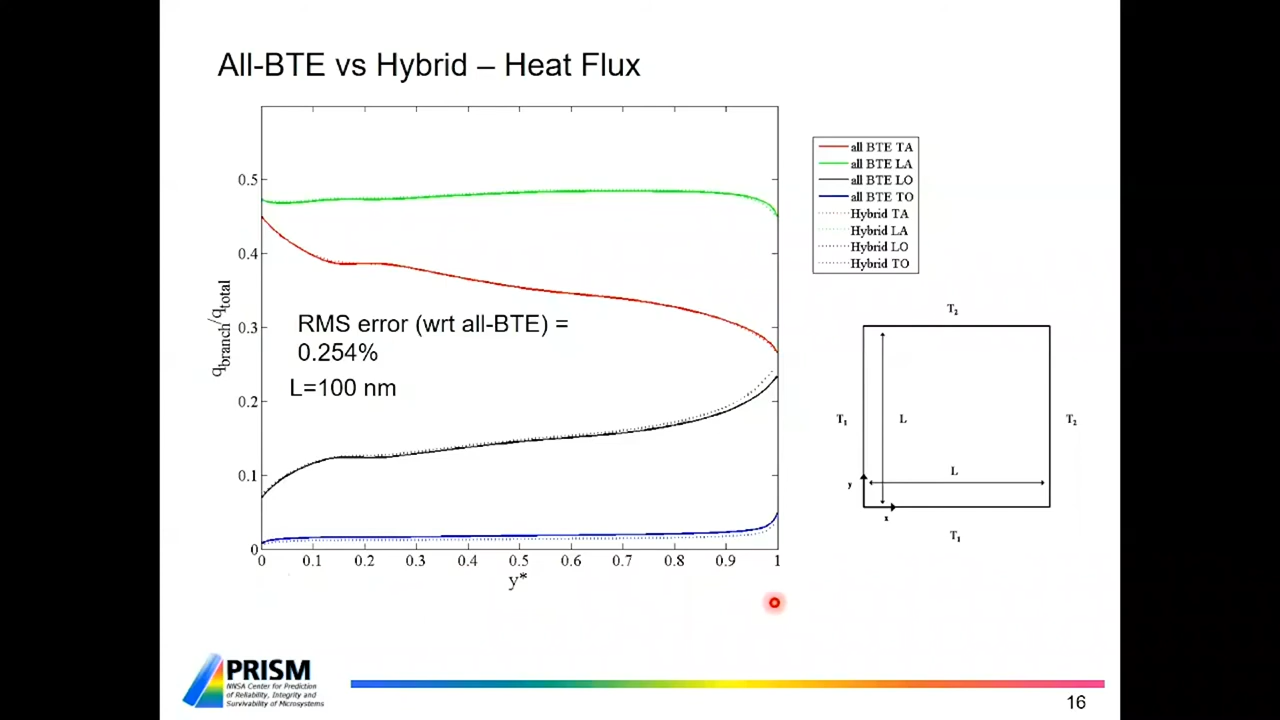 All-BTE vs Hybrid – Heat Flux
0.5
0.4
0.3
0.2
0.1
0
0
0.1
0.2
0.3
0.4
0.5
0.6
0.7
0.8
0.9
1
y*
qbranch/qtotal
RMS error (wrt all-BTE) =
0.254%
L=100 nm
all BTE TA
all BTE LA
all BTE LO
all BTE TO
Hybrid TA
Hybrid LA
Hybrid LO
Hybrid TO
T2
T1
L
T2
L
y
x
T1
PRISM
NNSA Center for Prediction
of Reliability, Integrity and
Survivability of Microsystems
16